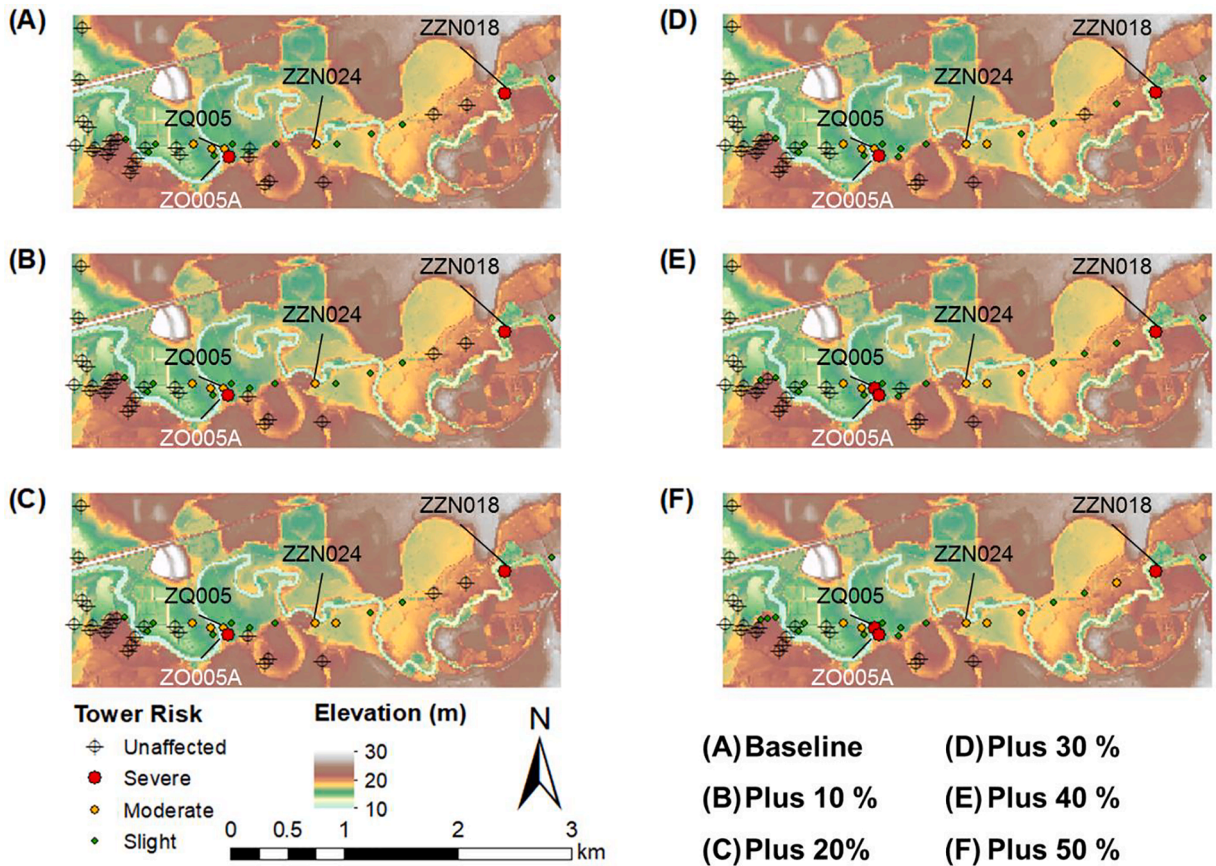 (A)
ZZN018
ZZN024
ZQ005
ZO005A
(B)
ZZN018
ZZN024
ZQ005
ZO005A
(C)
ZZN018
ZZN024
ZQ005
ZO005A
(D)
ZZN018
ZZN024
ZQ005
ZO005A
(E)
ZZN018
ZZN024
ZQ005
ZO005A
(F)
ZZN018
ZZN024
ZQ005
ZO005A
Tower Risk
Unaffected
Severe
Moderate
Slight
Elevation (m)
30
20
10
N
0 0.5 1 2 3
km
(A) Baseline
(B) Plus 10 %
(C) Plus 20%
(D) Plus 30 %
(E) Plus 40 %
(F) Plus 50 %